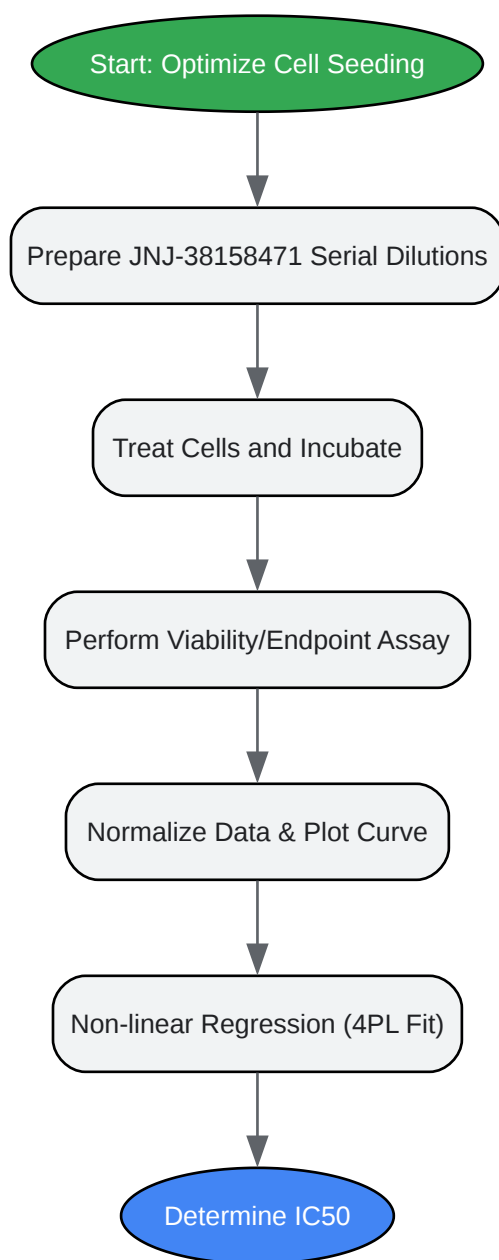 Start: Optimize Cell Seeding
Prepare JNJ-38158471 Serial Dilutions
Treat Cells and Incubate
Perform Viability/Endpoint Assay
Normalize Data & Plot Curve
Non-linear Regression (4PL Fit)
Determine IC50